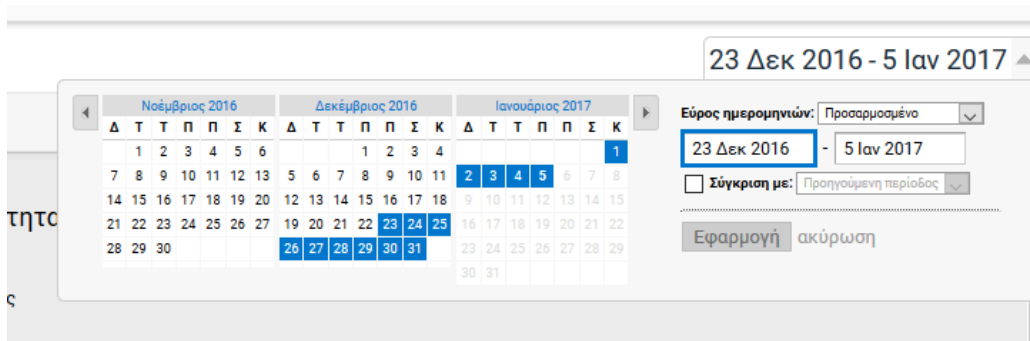 23 Δεκ 2016 - 5 Ιαν 2017
Νοέμβριος 2016
Δ Τ Τ Π Π Σ Κ
1 2 3 4 5 6
7 8 9 10 11 12 13
14 15 16 17 18 19 20
21 22 23 24 25 26 27
28 29 30
Δεκέμβριος 2016
Δ Τ Τ Π Π Σ Κ
1 2 3 4
5 6 7 8 9 10 11
12 13 14 15 16 17 18
19 20 21 22 23 24 25
26 27 28 29 30 31
Ιανουάριος 2017
Δ Τ Τ Π Π Σ Κ
1
2 3 4 5 6 7 8
9 10 11 12 13 14 15
16 17 18 19 20 21 22
23 24 25 26 27 28 29
30 31
Εύρος ημερομηνιών: Προσαρμοσμένο
23 Δεκ 2016 - 5 Ιαν 2017
Σύγκριση με: Προηγούμενη περίοδος
Εφαρμογή ακύρωση
τητα
ς